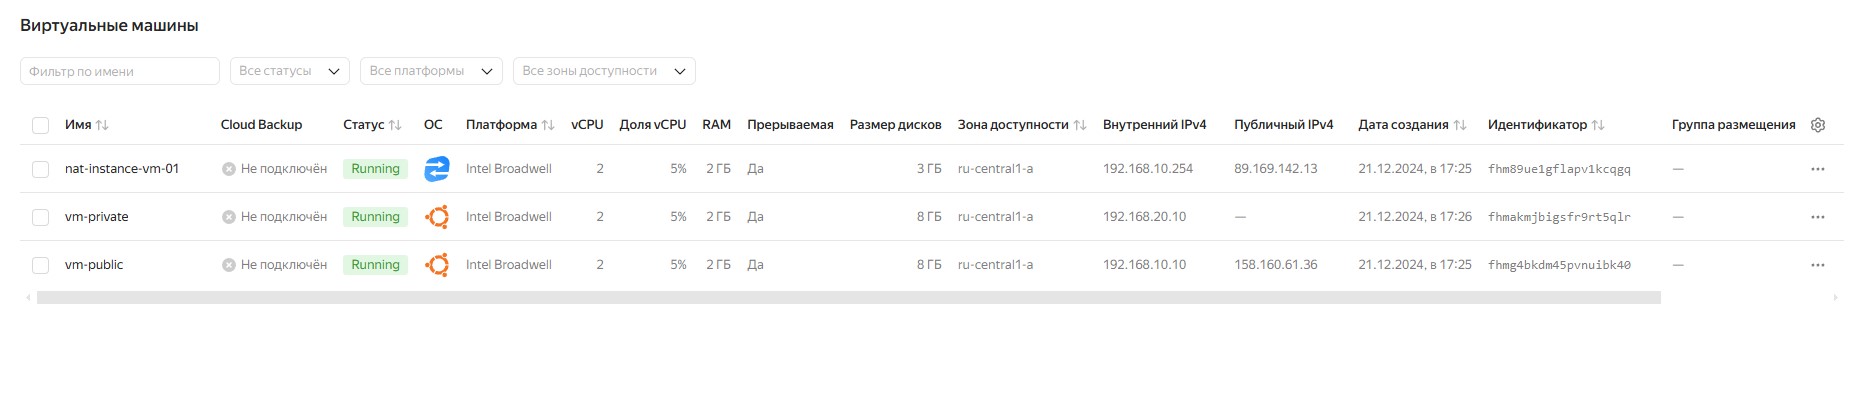 Виртуальные машины
Фильтр по имени Все статусы Все платформы Все зоны доступности
Имя Cloud Backup Статус ОС Платформа vCPU Доля vCPU RAM Прерываемая Размер дисков Зона доступности Внутренний IPv4 Публичный IPv4 Дата создания Идентификатор Группа размещения
nat-instance-vm-01 Не подключён Running Intel Broadwell 2 5% 2 ГБ Да 3 ГБ ru-central1-a 192.168.10.254 89.169.142.13 21.12.2024, в 17:25 fhm89ue1gflapv1kcqgq —
vm-private Не подключён Running Intel Broadwell 2 5% 2 ГБ Да 8 ГБ ru-central1-a 192.168.20.10 — 21.12.2024, в 17:26 fhmakmjbigsfr9rt5qlr —
vm-public Не подключён Running Intel Broadwell 2 5% 2 ГБ Да 8 ГБ ru-central1-a 192.168.10.10 158.160.61.36 21.12.2024, в 17:25 fhmg4bkdm45pvnuibk40 —